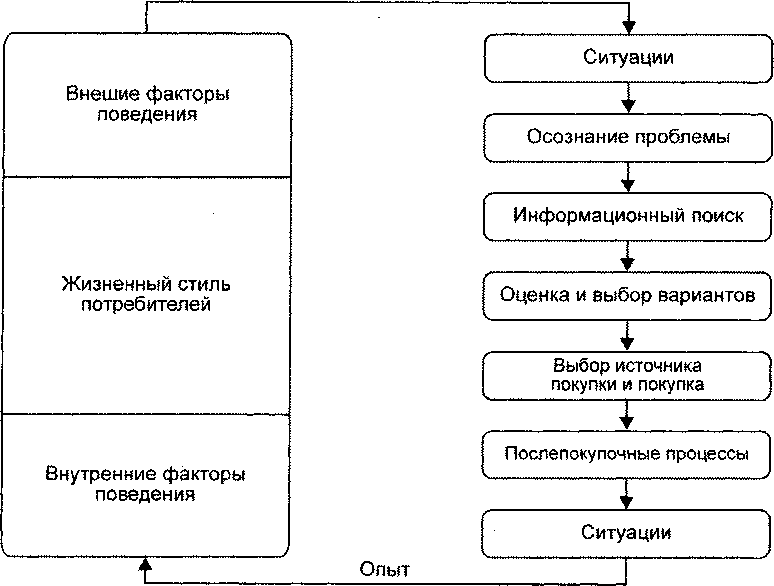 Внешие факторы
поведения
Жизненный стиль
потребителей
Внутренние факторы
поведения
Ситуации
Осознание проблемы
Информационный поиск
Оценка и выбор вариантов
Выбор источника
покупки и покупка
Послепокупочные процессы
Ситуации
Опыт